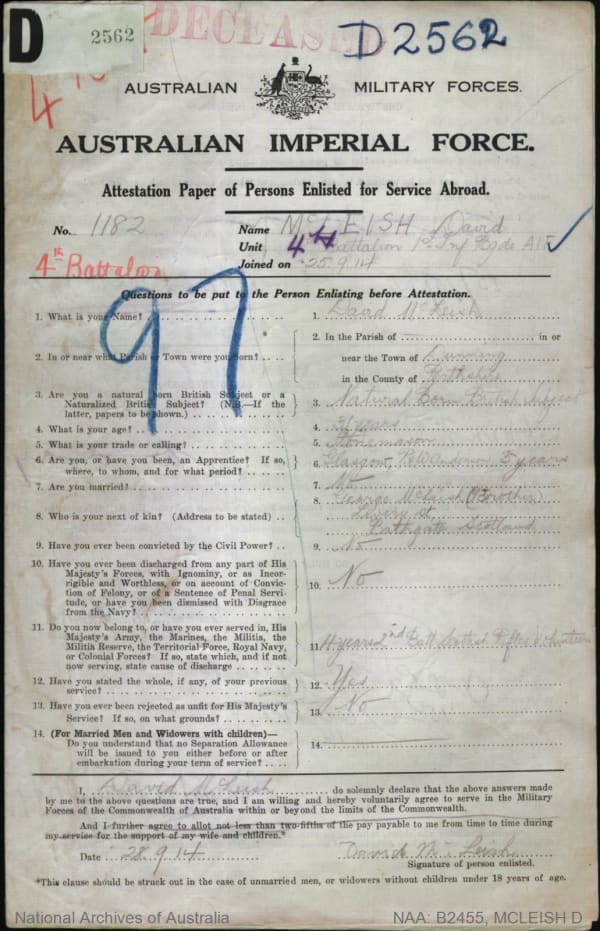 D 2562
DECEASED
D2562
4th
AUSTRALIAN MILITARY FORCES.
AUSTRALIAN IMPERIAL FORCE.
Attestation Paper of Persons Enlisted for Service Abroad.
No. 1182 Name McLEISH David
Unit 4th Battalion 1st Inf Bgde AIF
4th Battalion Joined on 25.9.14
97
Questions to be put to the Person Enlisting before Attestation.
1. What is your Name? 1. David McLeish
2. In or near what Parish or Town were you born? 2. In the Parish of in or
near the Town of
in the County of Perthshire
3. Are you a natural born British Subject or a
Naturalized British Subject? (N.B.—If the
latter, papers to be shown.) 3. Natural Born British Subject
4. What is your age? 4. years
5. What is your trade or calling? 5. Stonemason
6. Are you, or have you been, an Apprentice? If so,
where, to whom, and for what period? 6. Glasgow, Anderson 5 years
7. Are you married? 7. No
8. Who is your next of kin? (Address to be stated) 8. George McLeish (Brother)
Livery st
Bathgate Scotland
9. Have you ever been convicted by the Civil Power? 9. No
10. Have you ever been discharged from any part of His
Majesty's Forces, with Ignominy, or as Incor-
rigible and Worthless, or on account of Convic-
tion of Felony, or of a Sentence of Penal Servi-
tude, or have you been dismissed with Disgrace
from the Navy? 10. No
11. Do you now belong to, or have you ever served in, His
Majesty's Army, the Marines, the Militia, the
Militia Reserve, the Territorial Force, Royal Navy,
or Colonial Forces? If so, state which, and if not
now serving, state cause of discharge 11. years 2nd Batt Scottish Rifles Volunteers
12. Have you stated the whole, if any, of your previous
service? 12. Yes
13. Have you ever been rejected as unfit for His Majesty's
Service? If so, on what grounds? 13. No
14. (For Married Men and Widowers with children)—
Do you understand that no Separation Allowance
will be issued to you either before or after
embarkation during your term of service? 14.
I, David McLeish do solemnly declare that the above answers made
by me to the above questions are true, and I am willing and hereby voluntarily agree to serve in the Military
Forces of the Commonwealth of Australia within or beyond the limits of the Commonwealth.
And I further agree to allot not less than two-fifths of the pay payable to me from time to time during
my service for the support of my wife and children.*
Date 28.9.14 David McLeish
Signature of person enlisted.
*This clause should be struck out in the case of unmarried men, or widowers without children under 18 years of age.
National Archives of Australia NAA: B2455, MCLEISH D